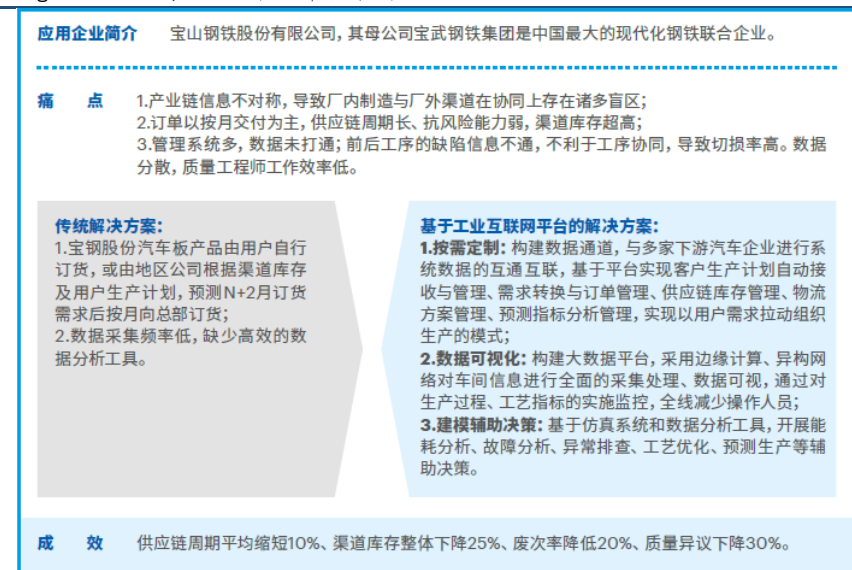 应用企业简介 宝山钢铁股份有限公司,其母公司宝武钢铁集团是中国最大的现代化钢铁联合企业。
痛 点 1.产业链信息不对称,导致厂内制造与厂外渠道在协同上存在诸多盲区;
2.订单以按月交付为主,供应链周期长、抗风险能力弱,渠道库存超高;
3.管理系统多,数据未打通;前后工序的缺陷信息不通,不利于工序协同,导致切损率高。数据
分散,质量工程师工作效率低。
传统解决方案:
1.宝钢股份汽车板产品由用户自行
订货,或由地区公司根据渠道库存
及用户生产计划,预测N+2月订货
需求后按月向总部订货;
2.数据采集频率低,缺少高效的数
据分析工具。
基于工业互联网平台的解决方案:
1.按需定制:构建数据通道,与多家下游汽车企业进行系
统数据的互通互联,基于平台实现客户生产计划自动接
收与管理、需求转换与订单管理、供应链库存管理、物流
方案管理、预测指标分析管理,实现以用户需求拉动组织
生产的模式;
2.数据可视化:构建大数据平台,采用边缘计算、异构网
络对车间信息进行全面的采集处理、数据可视,通过对
生产过程、工艺指标的实施监控,全线减少操作人员;
3.建模辅助决策:基于仿真系统和数据分析工具,开展能
耗分析、故障分析、异常排查、工艺优化、预测生产等辅
助决策。
成 效 供应链周期平均缩短10%、渠道库存整体下降25%、废次率降低20%、质量异议下降30%。